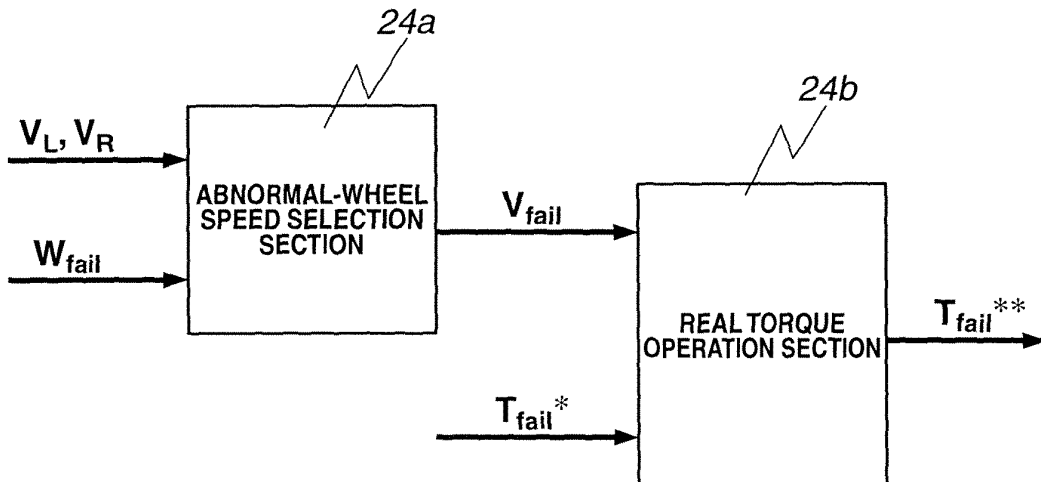 24a
24b
V_L, V_R
ABNORMAL-WHEEL
SPEED SELECTION
SECTION
V_fail
W_fail
REAL TORQUE
OPERATION SECTION
T_fail**
T_fail*